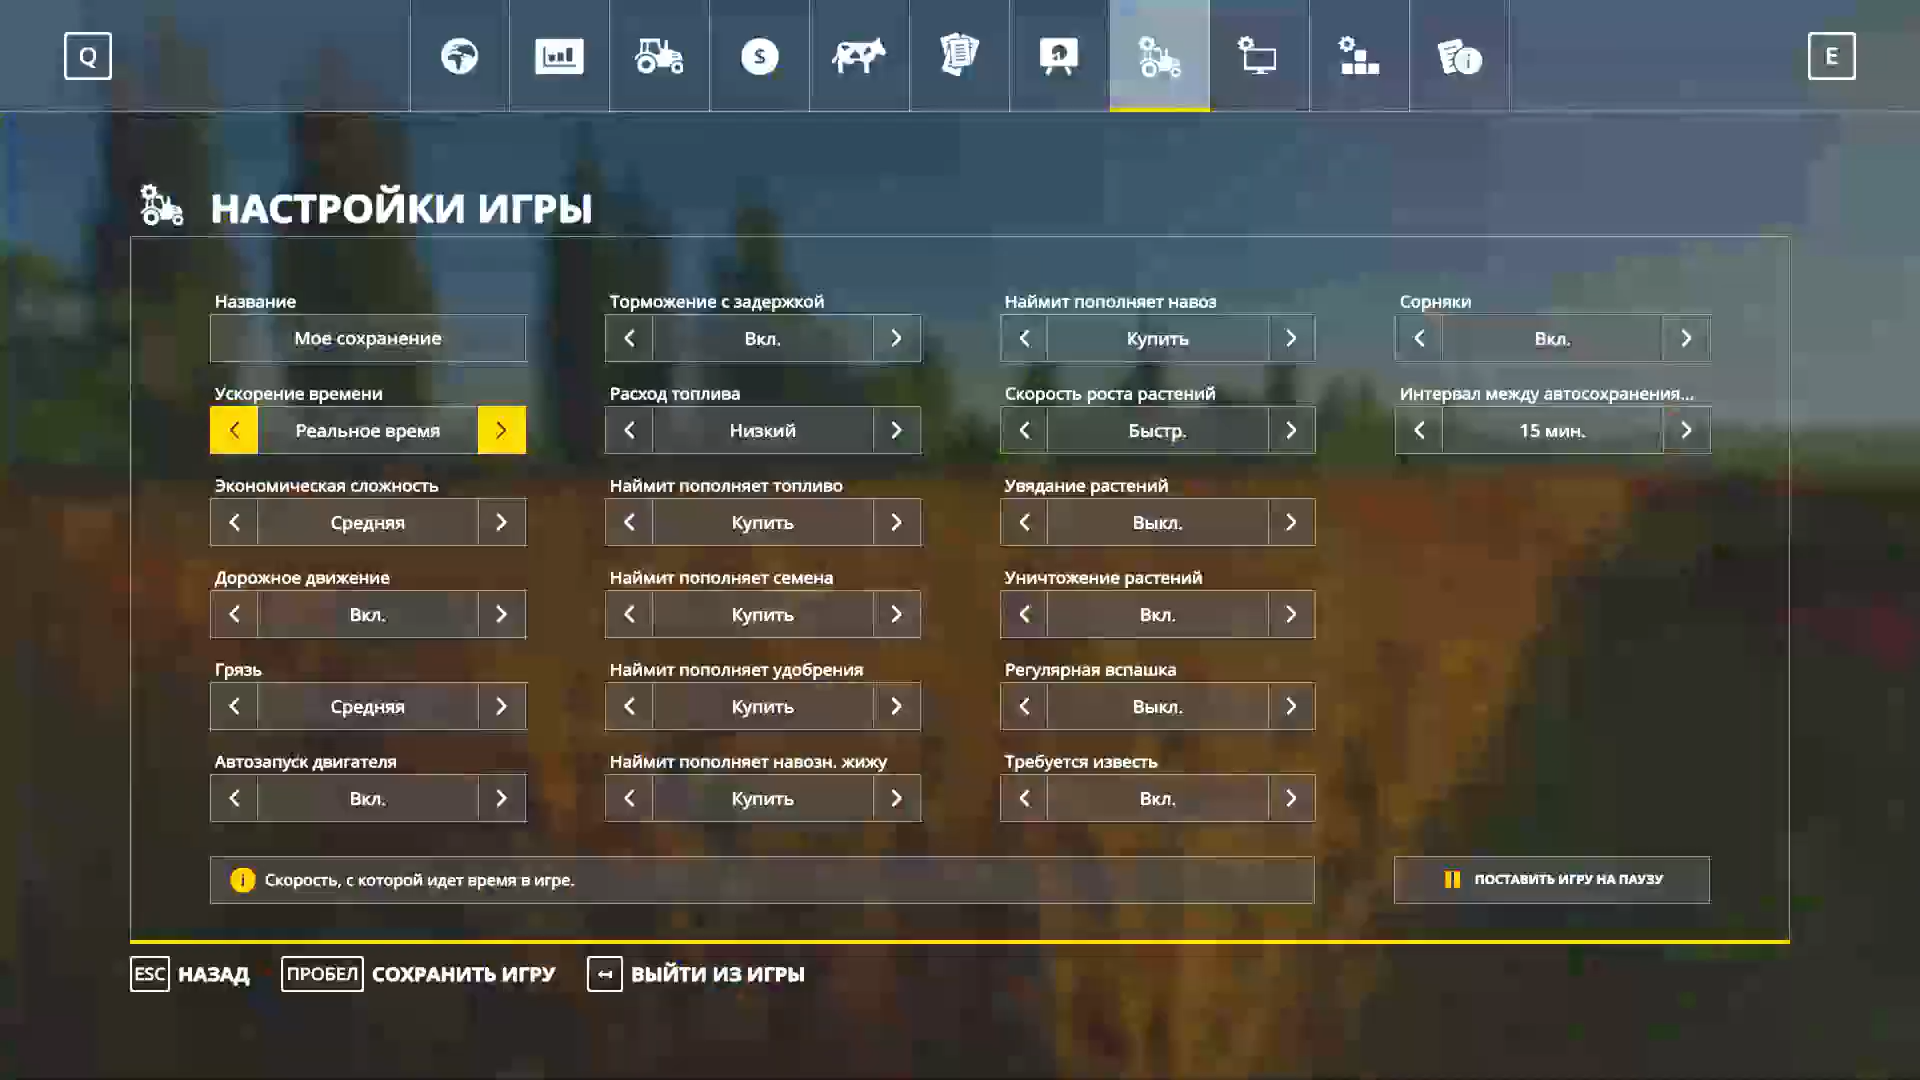 Q
E
НАСТРОЙКИ ИГРЫ
Название
Мое сохранение
Ускорение времени
Реальное время
Экономическая сложность
Средняя
Дорожное движение
Вкл.
Грязь
Средняя
Автозапуск двигателя
Вкл.
Торможение с задержкой
Вкл.
Расход топлива
Низкий
Наймит пополняет топливо
Купить
Наймит пополняет семена
Купить
Наймит пополняет удобрения
Купить
Наймит пополняет навозн. жижу
Купить
Наймит пополняет навоз
Купить
Скорость роста растений
Быстр.
Увядание растений
Выкл.
Уничтожение растений
Вкл.
Регулярная вспашка
Выкл.
Требуется известь
Вкл.
Сорняки
Вкл.
Интервал между автосохранения...
15 мин.
Скорость, с которой идет время в игре.
ПОСТАВИТЬ ИГРУ НА ПАУЗУ
ESC НАЗАД ПРОБЕЛ СОХРАНИТЬ ИГРУ ВЫЙТИ ИЗ ИГРЫ